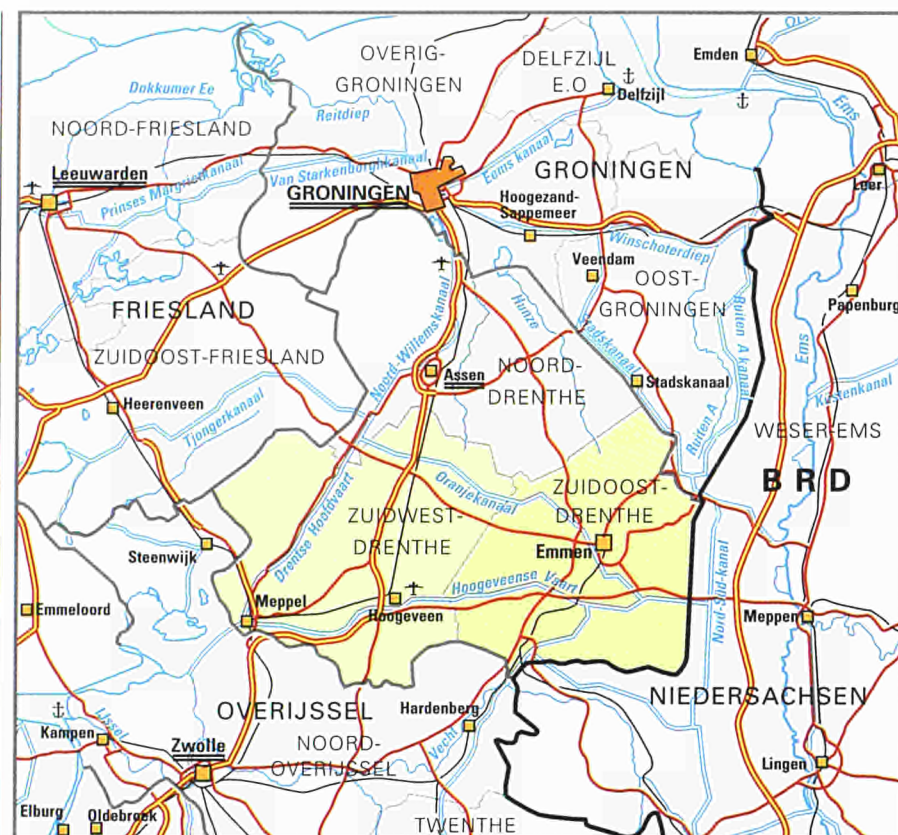 OVERIG-
GRONINGEN
DELFZIJL
E.O
Emden
Dokkumer Ee
Reitdiep
Delfzijl
Ems
NOORD-FRIESLAND
Eems kanaal
GRONINGEN
Leeuwarden
Prinses Margrietkanaal
Van Starkenborghkanaal
GRONINGEN
Hoogezand-
Sappemeer
Leer
Winschoterdiep
Veendam
OOST-
GRONINGEN
Papenburg
FRIESLAND
Noord-Willemskanaal
Hunze
Stadskanaal
Ruiten A kanaal
Ems
ZUIDOOST-FRIESLAND
Assen
NOORD-
DRENTHE
Stadskanaal
Küstenkanal
Heerenveen
Tjongerkanaal
Ruiten A
WESER-EMS
BRD
Oranjekanaal
ZUIDOOST-
DRENTHE
ZUIDWEST-
DRENTHE
Drentse Hoofdvaart
Steenwijk
Emmen
Nord-Süd-kanal
Hoogeveense Vaart
Emmeloord
Meppel
Hoogeveen
Meppen
NIEDERSACHSEN
OVERIJSSEL
Hardenberg
IJssel
Kampen
Zwolle
NOORD-
OVERIJSSEL
Vecht
Lingen
Elburg
Oldebroek
TWENTHE